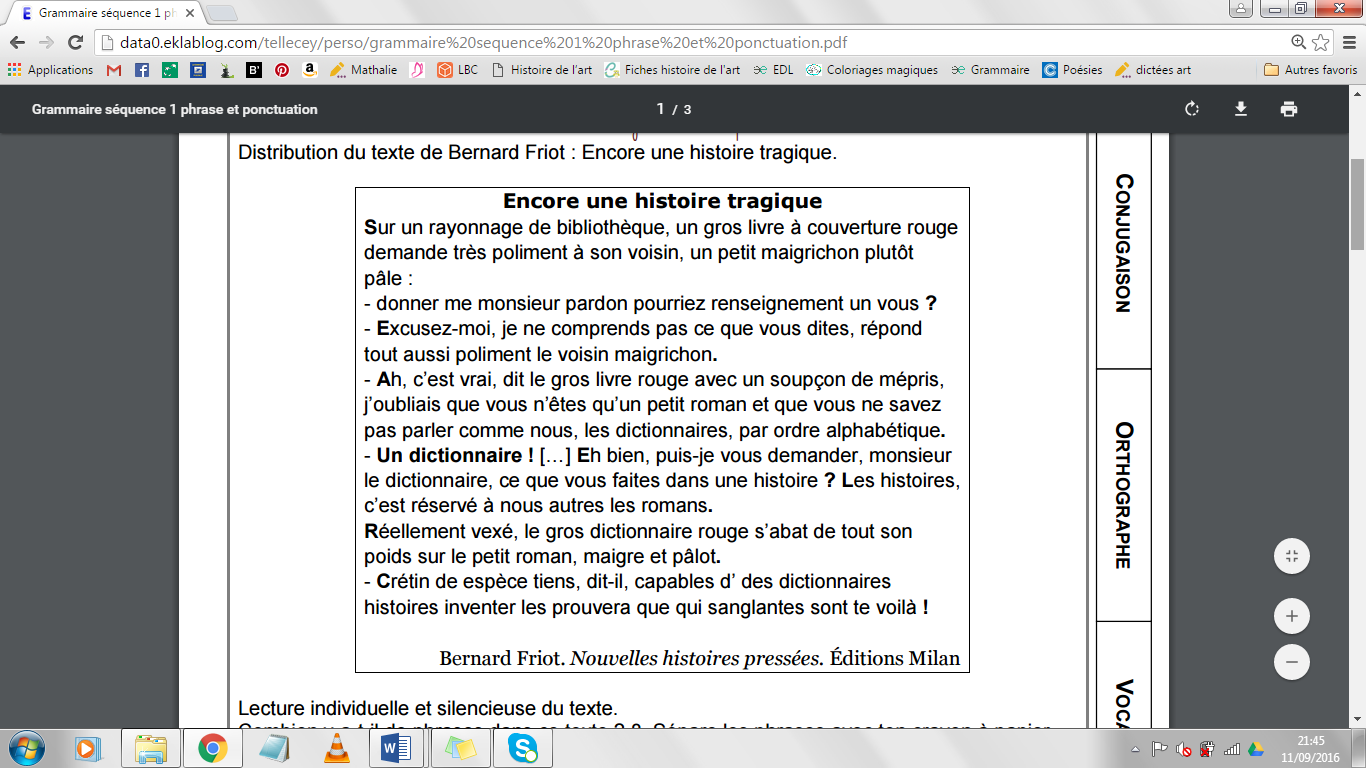 Grammaire séquence 1 ph
data0.eklablog.com/tellecey/perso/grammaire%20sequence%201%20phrase%20et%20ponctuation.pdf
Applications LBC Mathalie Histoire de l'art Fiches histoire de l'art EDL Coloriages magiques Grammaire Poésies dictées art Autres favoris
Grammaire séquence 1 phrase et ponctuation 1 / 3
Distribution du texte de Bernard Friot : Encore une histoire tragique.
Encore une histoire tragique
Sur un rayonnage de bibliothèque, un gros livre à couverture rouge
demande très poliment à son voisin, un petit maigrichon plutôt
pâle :
- donner me monsieur pardon pourriez renseignement un vous ?
- Excusez-moi, je ne comprends pas ce que vous dites, répond
tout aussi poliment le voisin maigrichon.
- Ah, c'est vrai, dit le gros livre rouge avec un soupçon de mépris,
j'oubliais que vous n'êtes qu'un petit roman et que vous ne savez
pas parler comme nous, les dictionnaires, par ordre alphabétique.
- Un dictionnaire ! […] Eh bien, puis-je vous demander, monsieur
le dictionnaire, ce que vous faites dans une histoire ? Les histoires,
c'est réservé à nous autres les romans.
Réellement vexé, le gros dictionnaire rouge s'abat de tout son
poids sur le petit roman, maigre et pâlot.
- Crétin de espèce tiens, dit-il, capables d' des dictionnaires
histoires inventer les prouvera que qui sanglantes sont te voilà !
Bernard Friot. Nouvelles histoires pressées. Éditions Milan
Lecture individuelle et silencieuse du texte.
CONJUGAISON
ORTHOGRAPHE
VOCA
21:45
11/09/2016